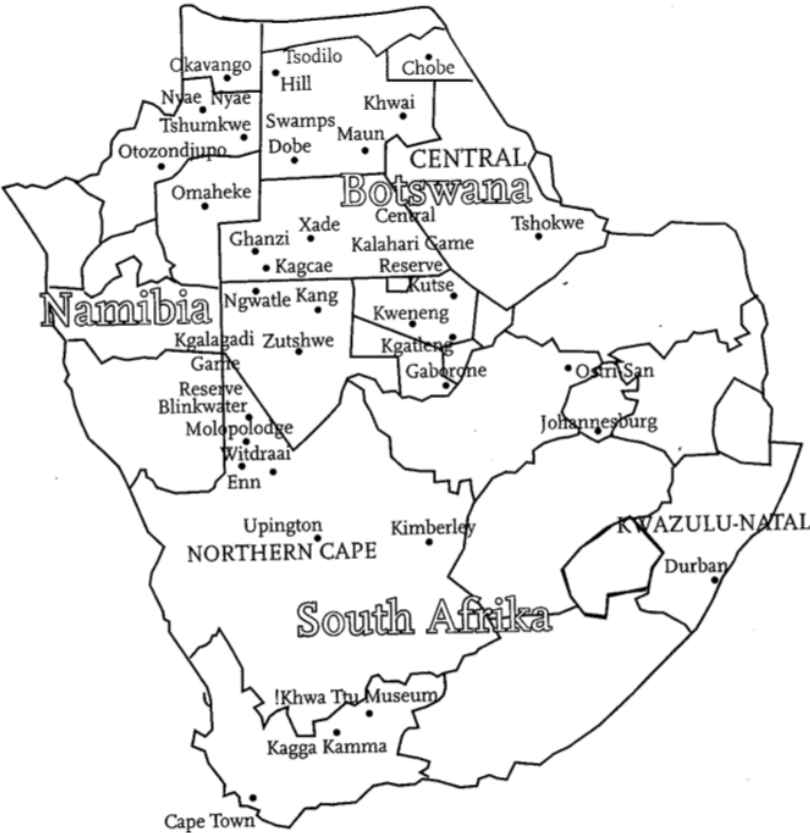 Tsodilo
Hill
Okavango
Chobe
Nyae Nyae
Khwai
Tshumkwe
Swamps
Maun
Otozondjupo
Dobe
CENTRAL
Botswana
Omaheke
Central
Xade
Tshokwe
Ghanzi
Kalahari Game
Kagcae
Reserve
Kutse
Namibia
Ngwatle
Kang
Kweneng
Kgalagadi
Zutshwe
Kgatleng
Game
Gaborone
Ostri-San
Reserve
Blinkwater
Molopolodge
Johannesburg
Witdraai
Enn
Upington
Kimberley
KWAZULU-NATAL
NORTHERN CAPE
Durban
South Afrika
!Khwa Ttu Museum
Kagga Kamma
Cape Town